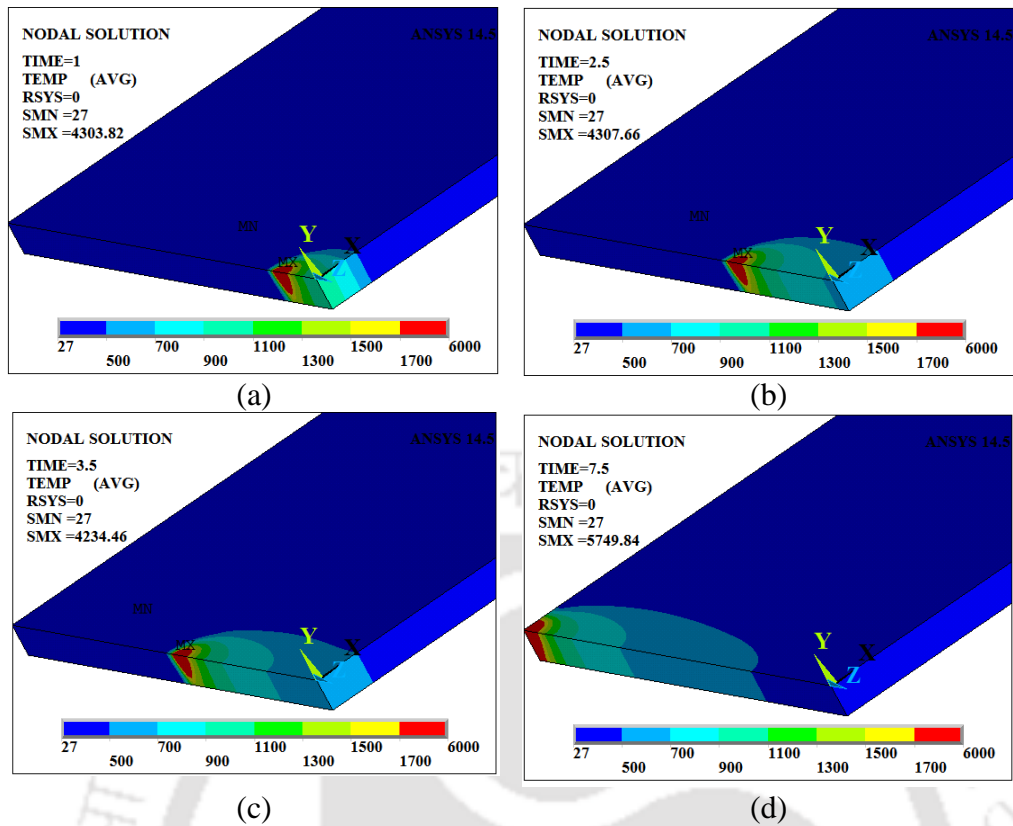 NODAL SOLUTION
ANSYS 14.5
TIME=1
TEMP (AVG)
RSYS=0
SMN =27
SMX =4303.82
MN
Y
X
MX
Z
27 700 1100 1500 6000
500 900 1300 1700
(a)
NODAL SOLUTION
ANSYS 14.5
TIME=2.5
TEMP (AVG)
RSYS=0
SMN =27
SMX =4307.66
MN
Y
X
MX
Z
27 700 1100 1500 6000
500 900 1300 1700
(b)
NODAL SOLUTION
ANSYS 14.5
TIME=3.5
TEMP (AVG)
RSYS=0
SMN =27
SMX =4234.46
MN
Y
X
MX
Z
27 700 1100 1500 6000
500 900 1300 1700
(c)
NODAL SOLUTION
ANSYS 14.5
TIME=7.5
TEMP (AVG)
RSYS=0
SMN =27
SMX =5749.84
Y
X
Z
27 700 1100 1500 6000
500 900 1300 1700
(d)